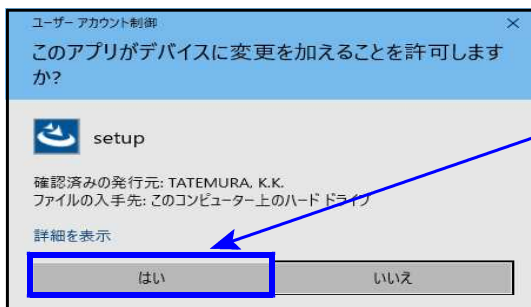 ユーザー アカウント制御
このアプリがデバイスに変更を加えることを許可します
か?
setup
確認済みの発行元: TATEMURA, K.K.
ファイルの入手先: このコンピューター上のハード ドライブ
詳細を表示
はい
いいえ